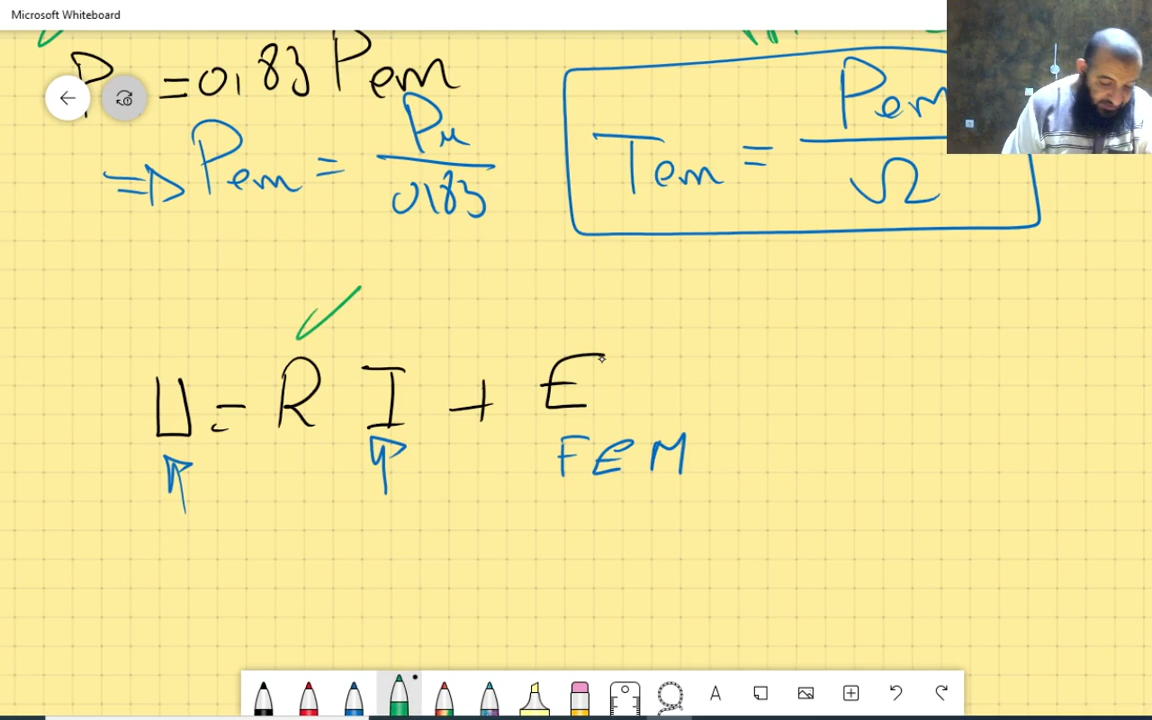 Microsoft Whiteboard
P = 0,83 Pem
⇒ Pem = Pu / 0,83
Tem = Pem / Ω
U = R I + E
FEM
A